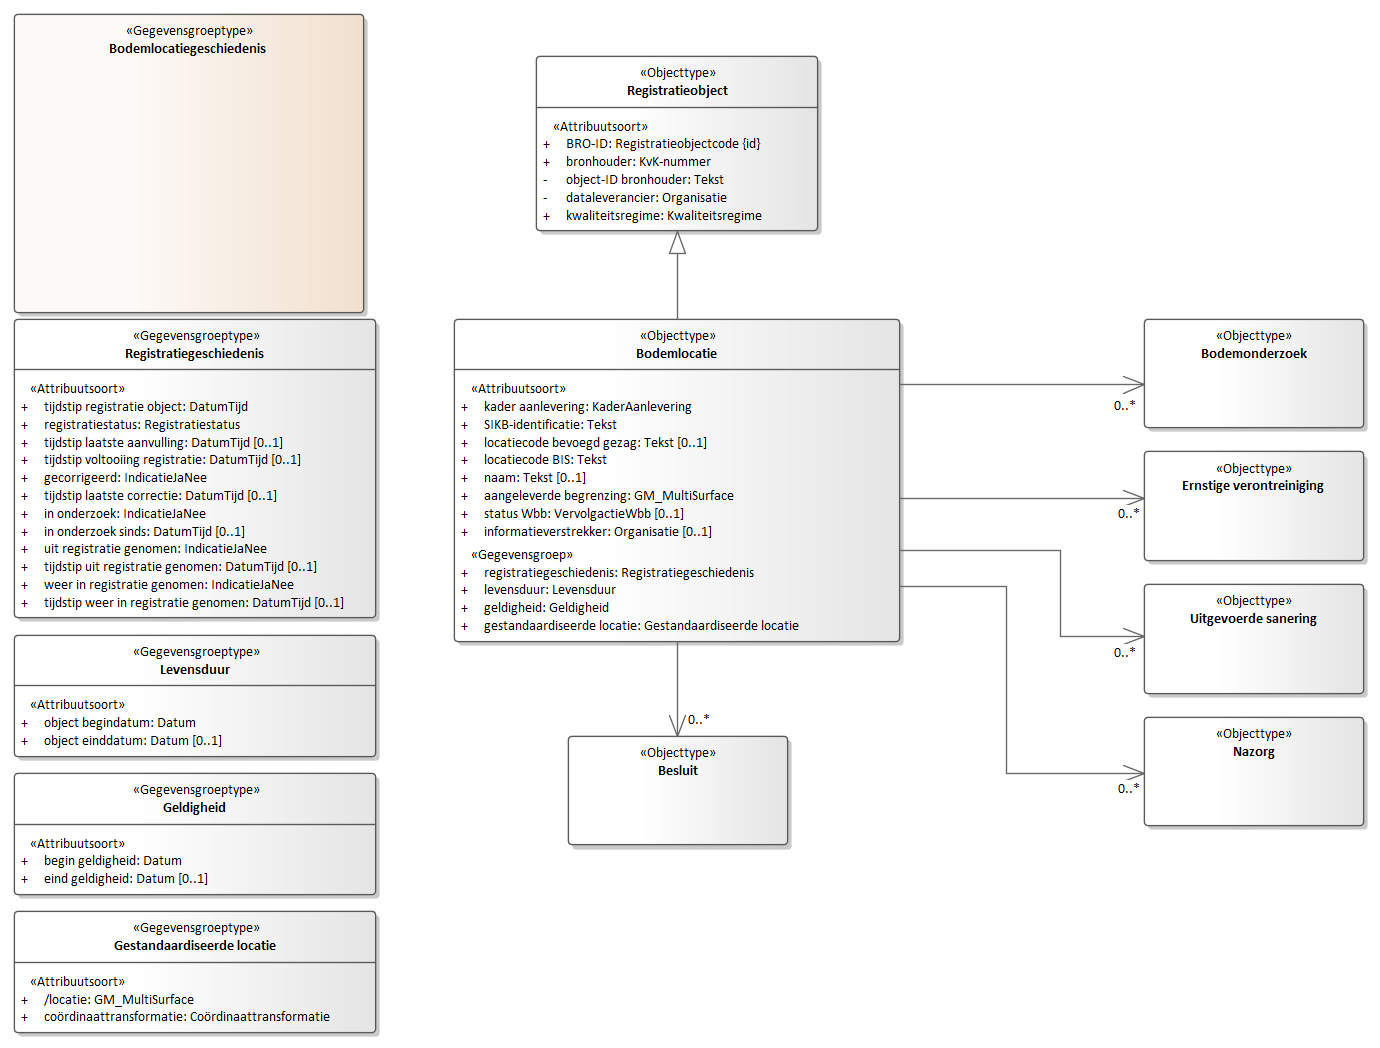 «Gegevensgroeptype»
Bodemlocatiegeschiedenis
«Objecttype»
Registratieobject
«Attribuutsoort»
+ BRO-ID: Registratieobjectcode {id}
+ bronhouder: KvK-nummer
- object-ID bronhouder: Tekst
- dataleverancier: Organisatie
+ kwaliteitsregime: Kwaliteitsregime
«Gegevensgroeptype»
Registratiegeschiedenis
«Attribuutsoort»
+ tijdstip registratie object: DatumTijd
+ registratiestatus: Registratiestatus
+ tijdstip laatste aanvulling: DatumTijd [0..1]
+ tijdstip voltooiing registratie: DatumTijd [0..1]
+ gecorrigeerd: IndicatieJaNee
+ tijdstip laatste correctie: DatumTijd [0..1]
+ in onderzoek: IndicatieJaNee
+ in onderzoek sinds: DatumTijd [0..1]
+ uit registratie genomen: IndicatieJaNee
+ tijdstip uit registratie genomen: DatumTijd [0..1]
+ weer in registratie genomen: IndicatieJaNee
+ tijdstip weer in registratie genomen: DatumTijd [0..1]
«Objecttype»
Bodemlocatie
«Attribuutsoort»
+ kader aanlevering: KaderAanlevering
+ SIKB-identificatie: Tekst
+ locatiecode bevoegd gezag: Tekst [0..1]
+ locatiecode BIS: Tekst
+ naam: Tekst [0..1]
+ aangeleverde begrenzing: GM_MultiSurface
+ status Wbb: VervolgactieWbb [0..1]
+ informatieverstrekker: Organisatie [0..1]
«Gegevensgroep»
+ registratiegeschiedenis: Registratiegeschiedenis
+ levensduur: Levensduur
+ geldigheid: Geldigheid
+ gestandaardiseerde locatie: Gestandaardiseerde locatie
«Objecttype»
Bodemonderzoek
0..*
«Objecttype»
Ernstige verontreiniging
0..*
«Objecttype»
Uitgevoerde sanering
0..*
«Objecttype»
Nazorg
0..*
«Gegevensgroeptype»
Levensduur
«Attribuutsoort»
+ object begindatum: Datum
+ object einddatum: Datum [0..1]
0..*
«Objecttype»
Besluit
«Gegevensgroeptype»
Geldigheid
«Attribuutsoort»
+ begin geldigheid: Datum
+ eind geldigheid: Datum [0..1]
«Gegevensgroeptype»
Gestandaardiseerde locatie
«Attribuutsoort»
+ /locatie: GM_MultiSurface
+ coördinaattransformatie: Coördinaattransformatie